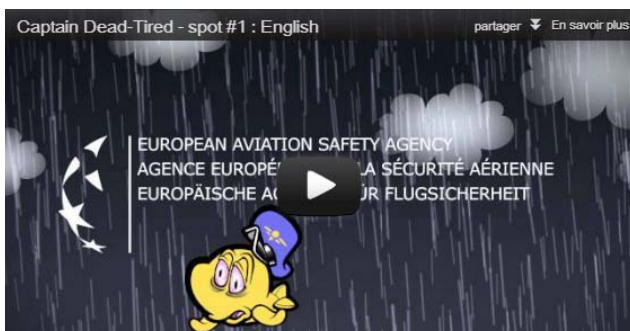 Captain Dead-Tired - spot #1 : English
partager
En savoir plus
EUROPEAN AVIATION SAFETY AGENCY
AGENCE EUROPÉ LA SÉCURITÉ AÉRIENNE
EUROPÄISCHE A R FLUGSICHERHEIT